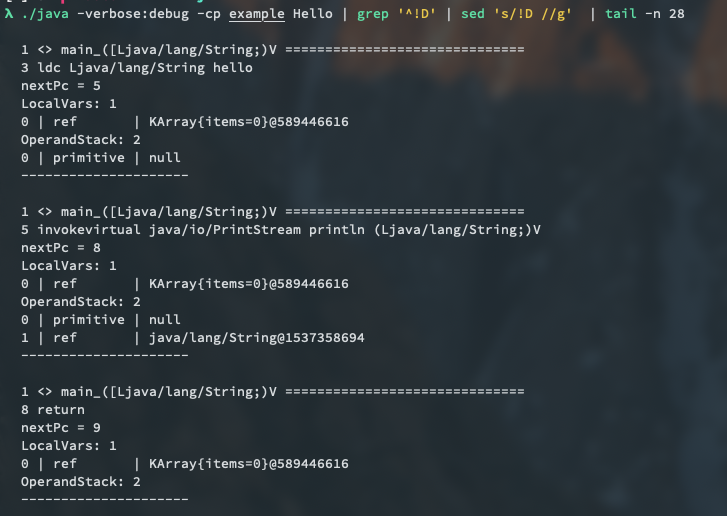 λ ./java -verbose:debug -cp example Hello | grep '^!D' | sed 's/!D //g'  | tail -n 28
1 <> main_([Ljava/lang/String;)V ==============================
3 ldc Ljava/lang/String hello
nextPc = 5
LocalVars: 1
0 | ref       | KArray{items=0}@589446616
OperandStack: 2
0 | primitive | null
---------------------
1 <> main_([Ljava/lang/String;)V ==============================
5 invokevirtual java/io/PrintStream println (Ljava/lang/String;)V
nextPc = 8
LocalVars: 1
0 | ref       | KArray{items=0}@589446616
OperandStack: 2
0 | primitive | null
1 | ref       | java/lang/String@1537358694
---------------------
1 <> main_([Ljava/lang/String;)V ==============================
8 return
nextPc = 9
LocalVars: 1
0 | ref       | KArray{items=0}@589446616
OperandStack: 2
---------------------